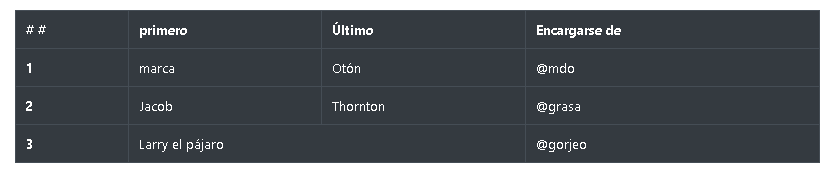 # # primero Último Encargarse de
1 marca Otón @mdo
2 Jacob Thornton @grasa
3 Larry el pájaro @gorjeo